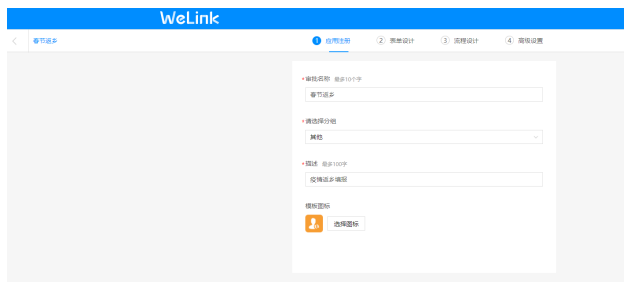 WeLink
春节返乡
1 应用注册 2 表单设计 3 流程设计 4 高级设置
*审批名称 最多10个字
春节返乡
*请选择分组
其他
*描述 最多100字
疫情返乡填报
模板图标
选择图标